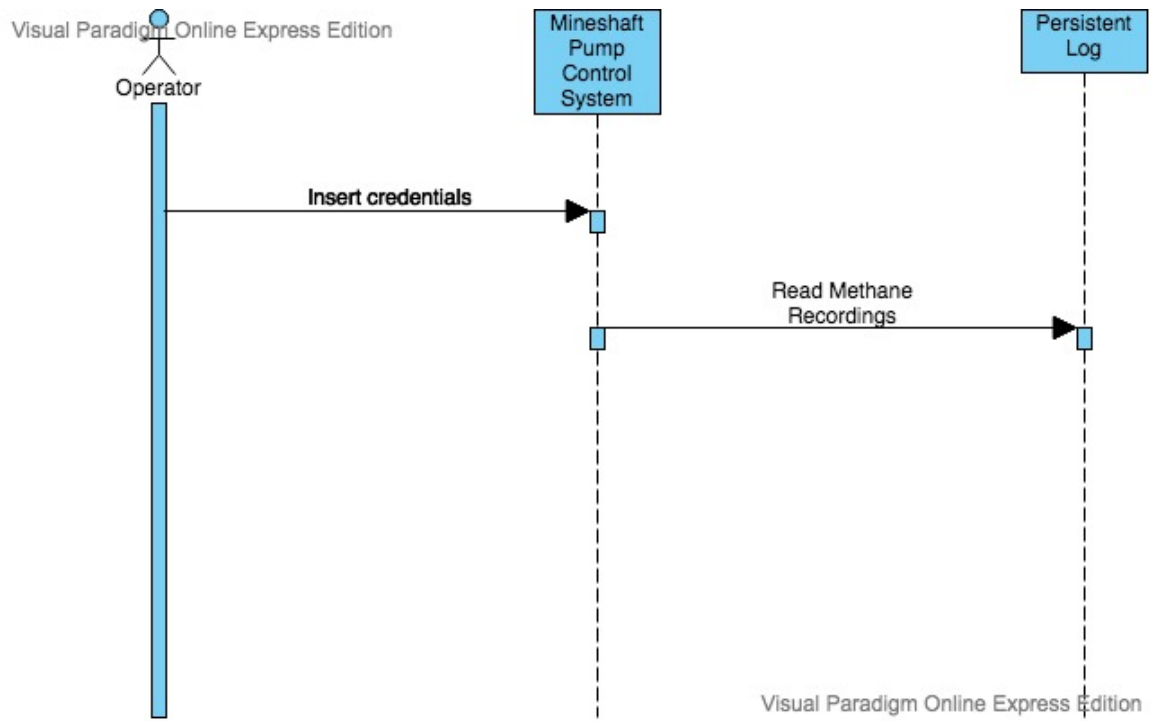 Visual Paradigm Online Express Edition
Operator
Mineshaft
Pump
Control
System
Persistent
Log
Insert credentials
Read Methane
Recordings
Visual Paradigm Online Express Edition